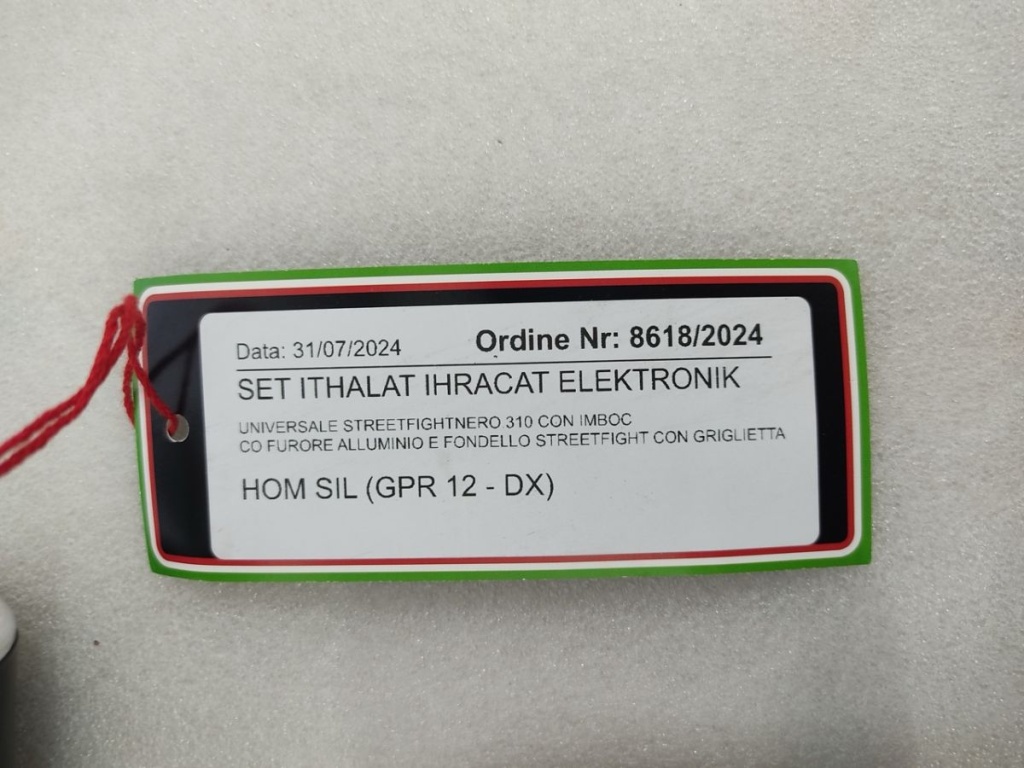 Data: 31/07/2024 Ordine Nr: 8618/2024
SET ITHALAT IHRACAT ELEKTRONIK
UNIVERSALE STREETFIGHTNERO 310 CON IMBOC
CO FURORE ALLUMINIO E FONDELLO STREETFIGHT CON GRIGLIETTA
HOM SIL (GPR 12 - DX)